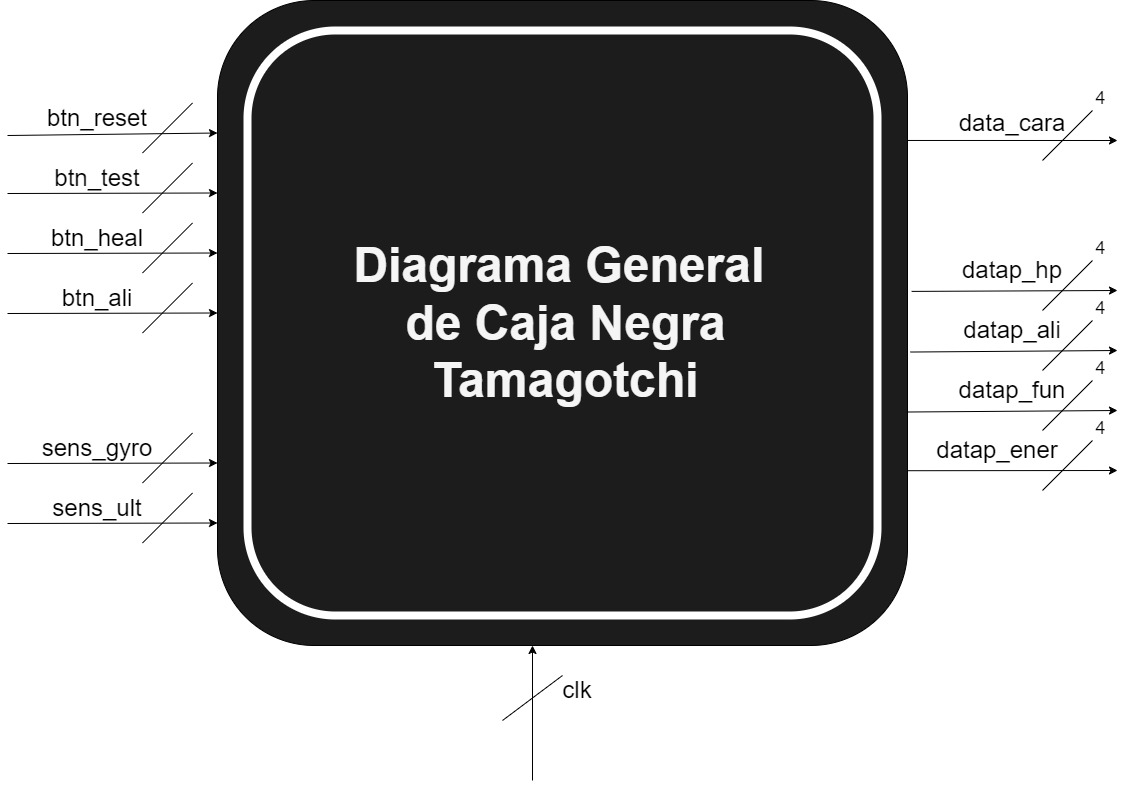 btn_reset
btn_test
btn_heal
btn_ali
sens_gyro
sens_ult
Diagrama General
de Caja Negra
Tamagotchi
4
data_cara
4
datap_hp
4
datap_ali
4
datap_fun
4
datap_ener
clk